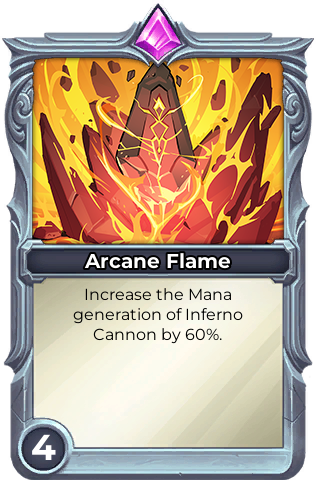 Arcane Flame
Increase the Mana
generation of Inferno
Cannon by 60%.
4